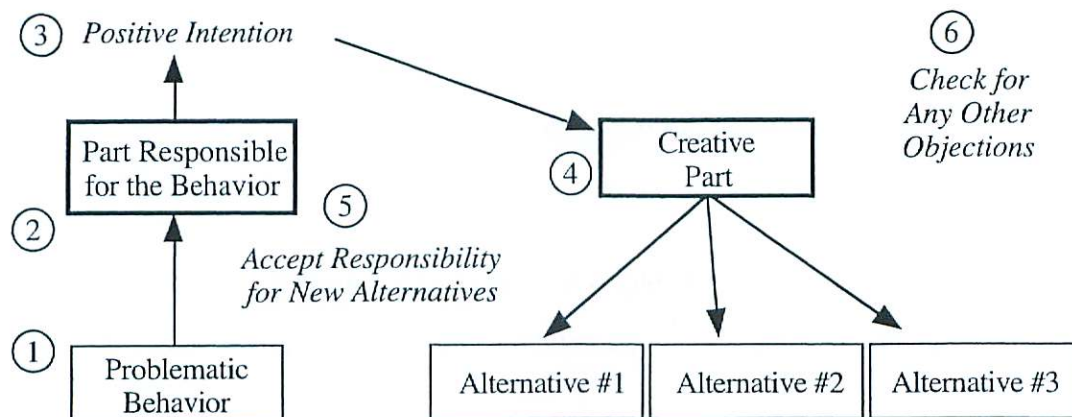 3 Positive Intention
6
Check for
Any Other
Objections
Part Responsible
for the Behavior
2
Creative
Part
4
5
Accept Responsibility
for New Alternatives
1
Problematic
Behavior
Alternative #1
Alternative #2
Alternative #3